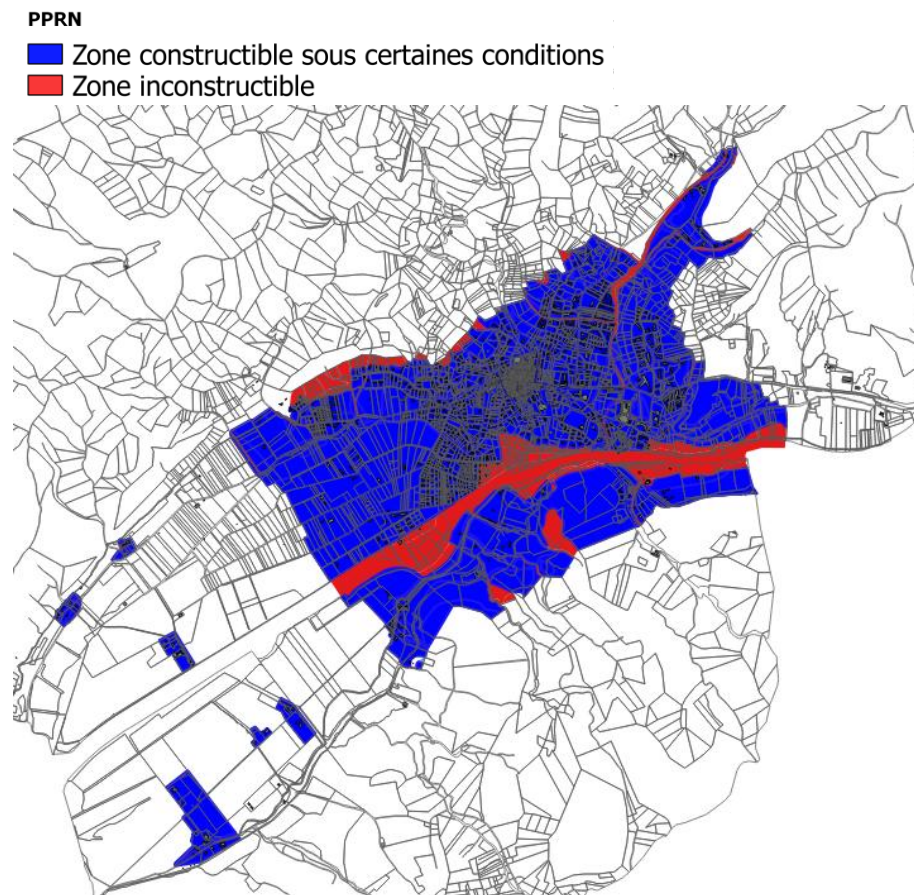 PPRN
Zone constructible sous certaines conditions
Zone inconstructible